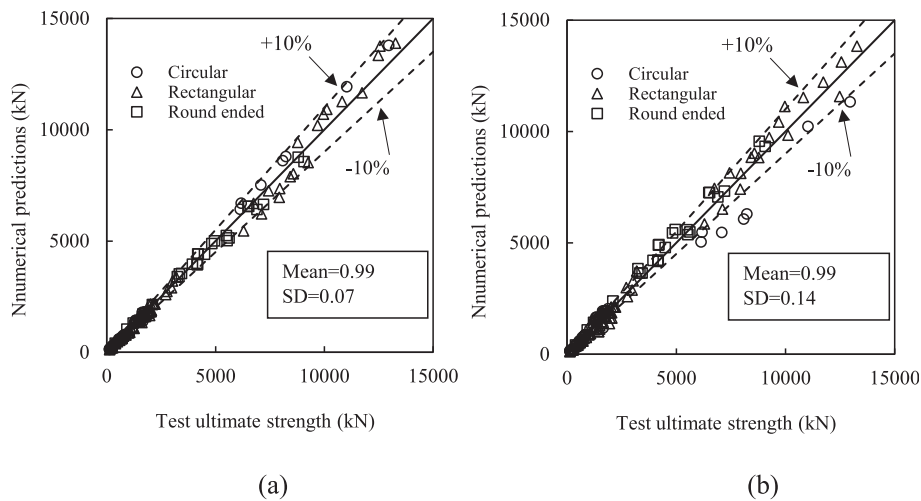 15000
+10%
Circular
Rectangular
Round ended
10000
-10%
5000
Mean=0.99
SD=0.07
0
0 5000 10000 15000
Nnumerical predictions (kN)
Test ultimate strength (kN)
(a)
15000
+10%
Circular
Rectangular
Round ended
10000
-10%
5000
Mean=0.99
SD=0.14
0
0 5000 10000 15000
Nnumerical predictions (kN)
Test ultimate strength (kN)
(b)